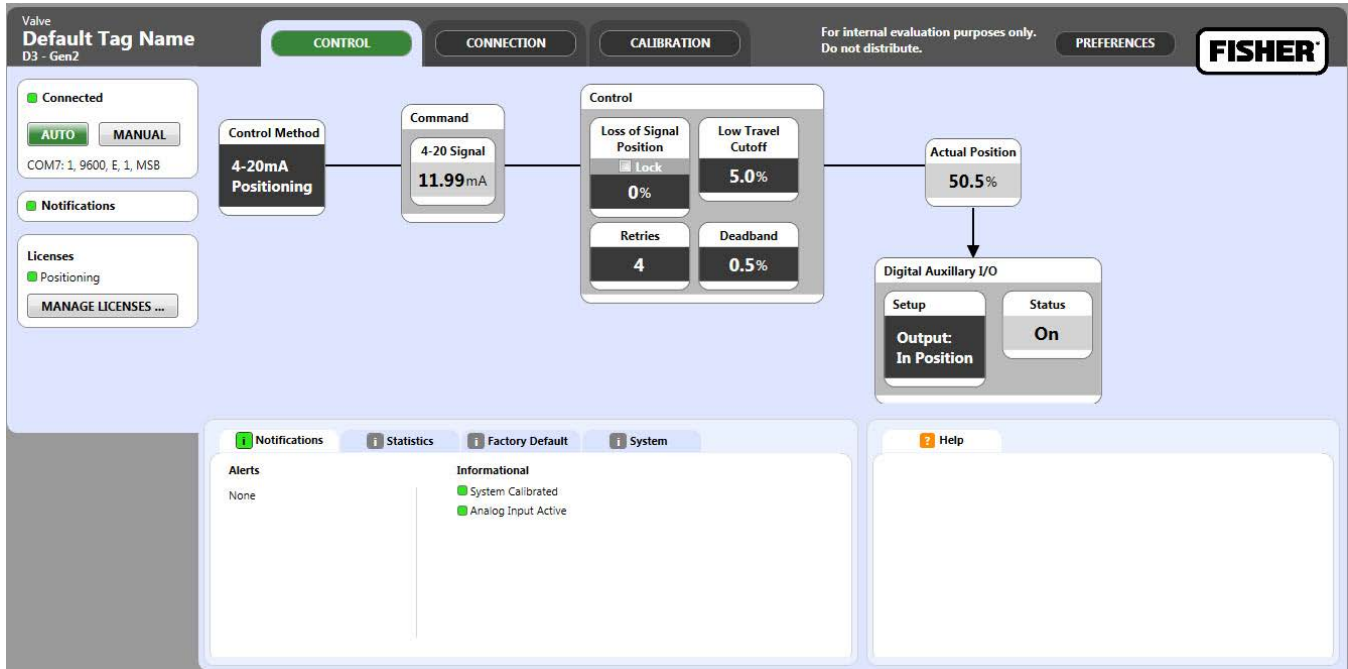 Valve
Default Tag Name
D3 - Gen2
CONTROL
CONNECTION
CALIBRATION
For internal evaluation purposes only.
Do not distribute.
PREFERENCES
FISHER
Connected
AUTO
MANUAL
COM7: 1, 9600, E, 1, MSB
Notifications
Licenses
Positioning
MANAGE LICENSES ...
Control Method
4-20mA
Positioning
Command
4-20 Signal
11.99mA
Control
Loss of Signal
Position
Lock
0%
Low Travel
Cutoff
5.0%
Retries
4
Deadband
0.5%
Actual Position
50.5%
Digital Auxillary I/O
Setup
Output:
In Position
Status
On
Notifications
Statistics
Factory Default
System
Alerts
None
Informational
System Calibrated
Analog Input Active
Help